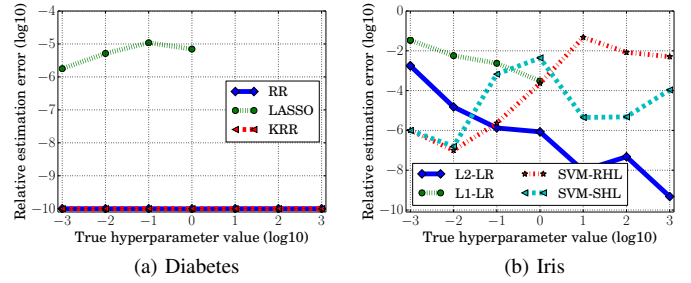 Relative estimation error (log10)
−4
−5
−6
−7
−8
−9
−10
RR
LASSO
KRR
−3 −2 −1 0 1 2 3
True hyperparameter value (log10)
(a) Diabetes
Relative estimation error (log10)
0
−2
−4
−6
−8
−10
L2-LR
L1-LR
SVM-RHL
SVM-SHL
−3 −2 −1 0 1 2 3
True hyperparameter value (log10)
(b) Iris